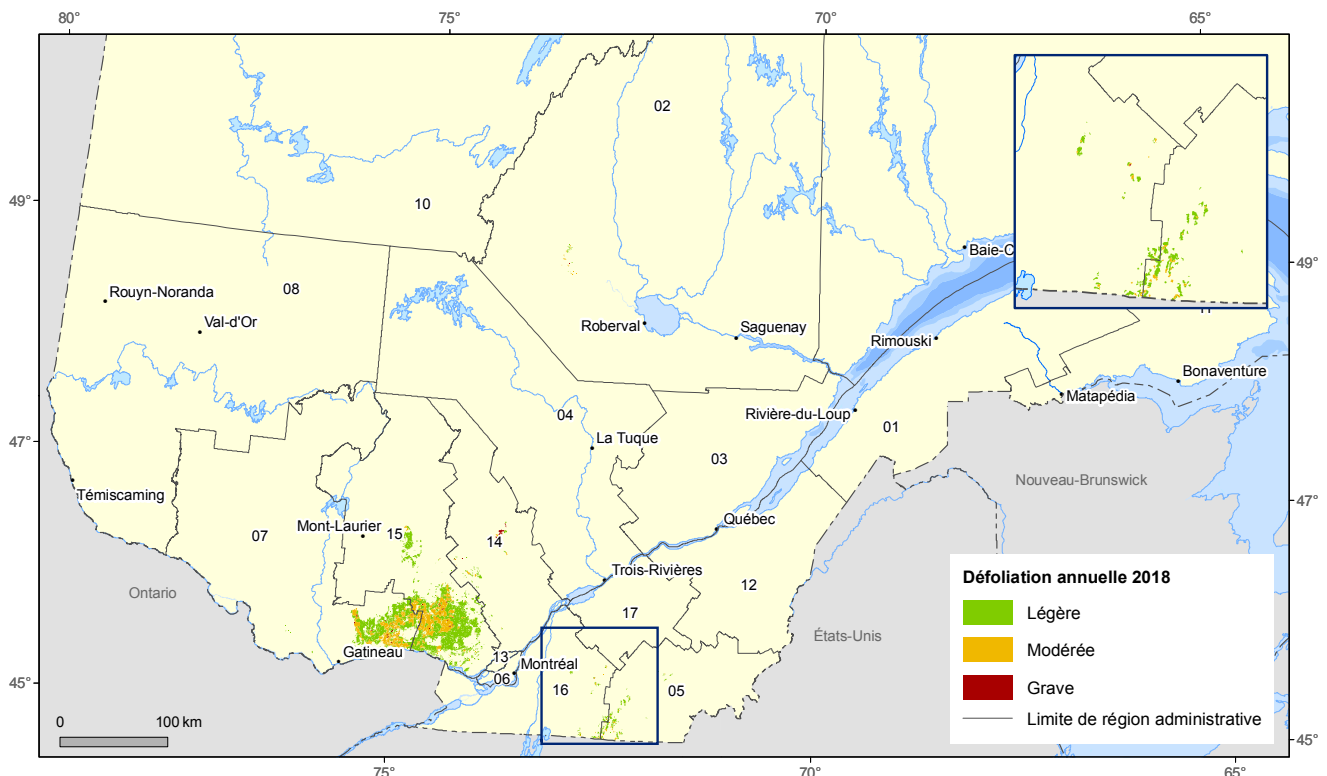 80°
75°
70°
65°
02
10
49°
Baie-C
49°
Rouyn-Noranda
08
Val-d'Or
Roberval
Saguenay
Rimouski
Bonaventure
Matapédia
04
Rivière-du-Loup
01
47°
La Tuque
03
Témiscaming
Nouveau-Brunswick
47°
07
Mont-Laurier
15
14
Québec
Ontario
Trois-Rivières
12
17
États-Unis
Gatineau
13
Montréal
06
16
05
45°
45°
0
100 km
Défoliation annuelle 2018
Légère
Modérée
Grave
Limite de région administrative
75°
70°
65°